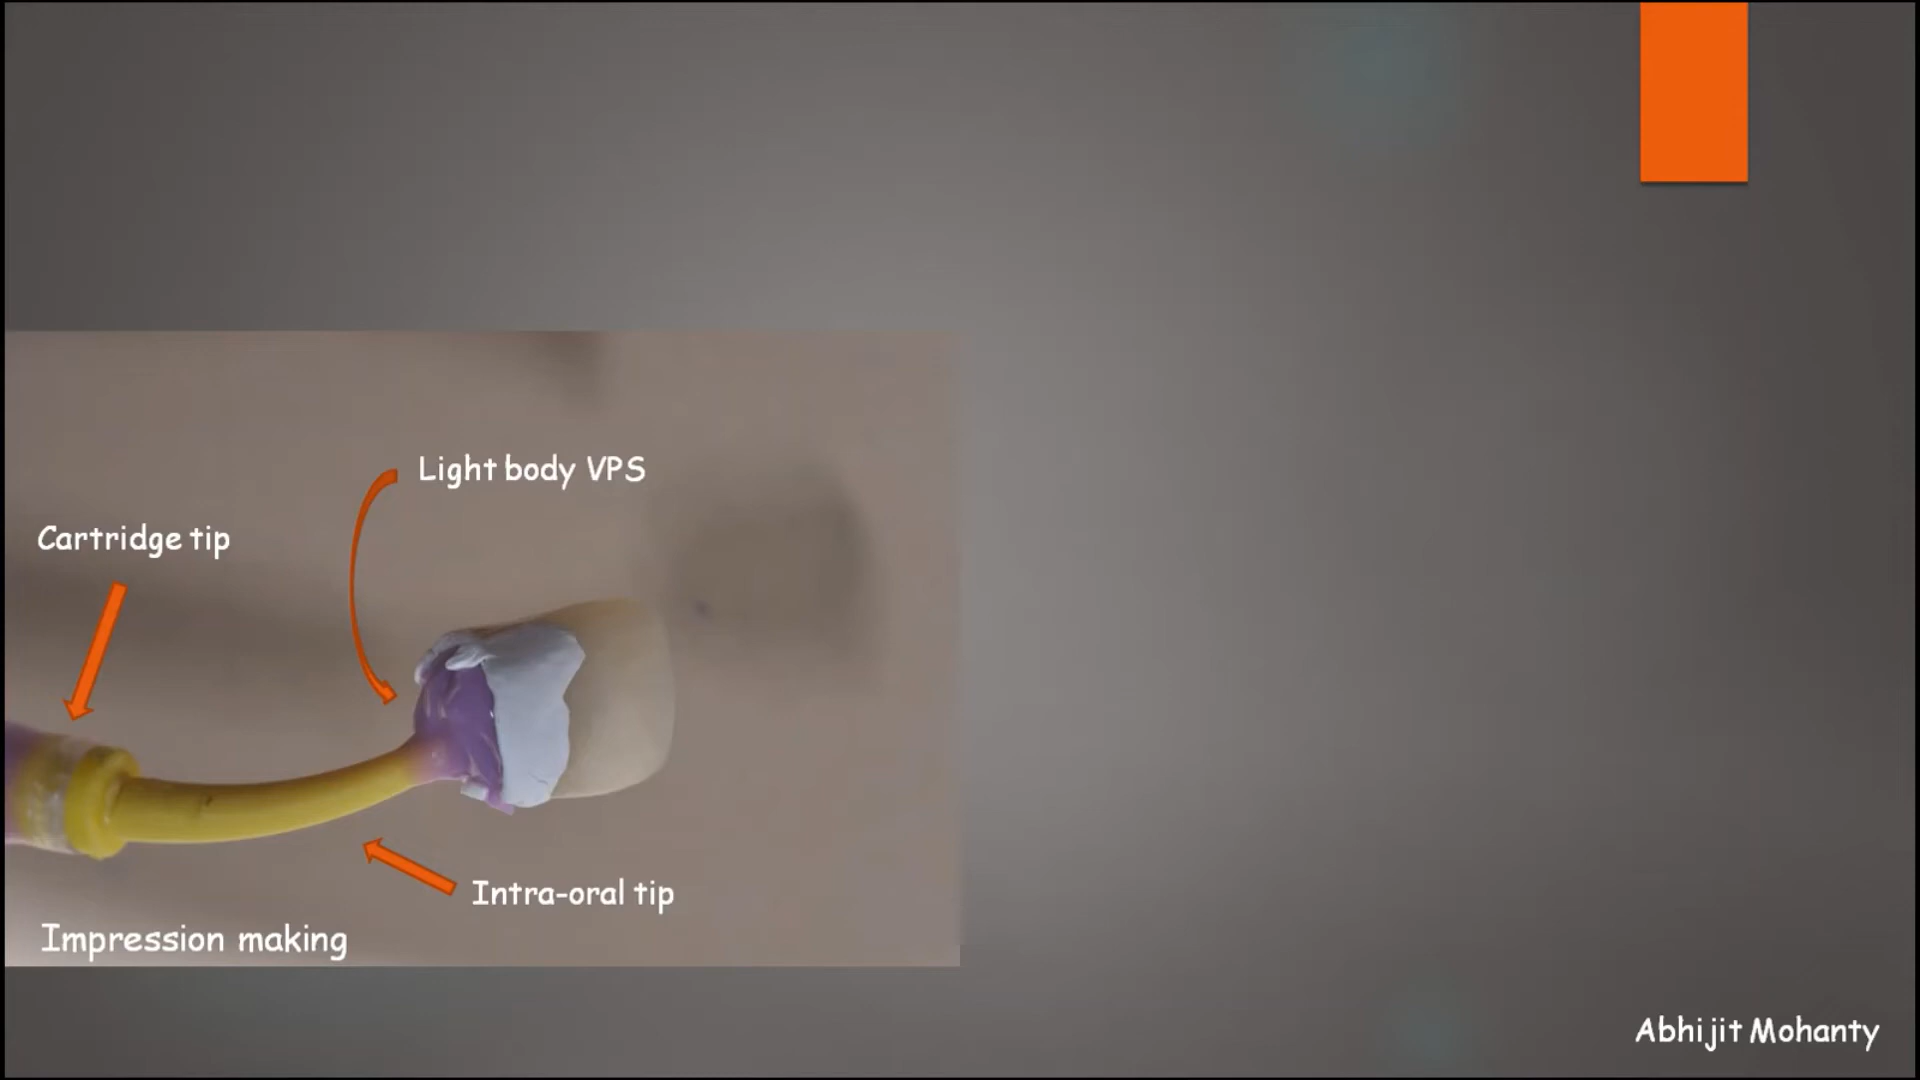 Light body VPS
Cartridge tip
Intra-oral tip
Impression making
Abhijit Mohanty